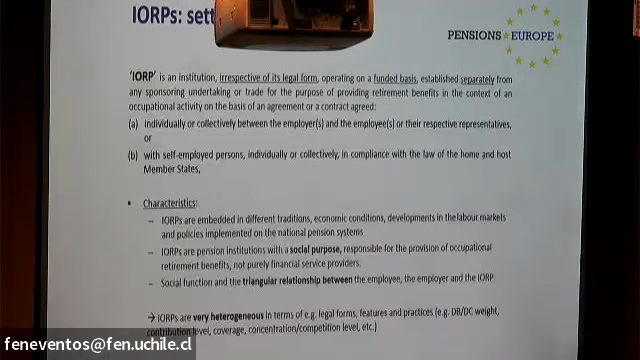 IORPs: sett
PENSIONS EUROPE
'IORP' is an institution, irrespective of its legal form, operating on a funded basis, established separately from
any sponsoring undertaking or trade for the purpose of providing retirement benefits in the context of an
occupational activity on the basis of an agreement or a contract agreed:
(a) individually or collectively between the employer(s) and the employee(s) or their respective representatives,
or
(b) with self-employed persons, individually or collectively, in compliance with the law of the home and host
Member States,
• Characteristics:
– IORPs are embedded in different traditions, economic conditions, developments in the labour markets
and policies implemented on the national pension systems
– IORPs are pension institutions with a social purpose, responsible for the provision of occupational
retirement benefits, not purely financial service providers.
– Social function and the triangular relationship between the employee, the employer and the IORP
→ IORPs are very heterogeneous in terms of e.g. legal forms, features and practices (e.g. DB/DC weight,
contribution level, coverage, concentration/competition level, etc.)
feneventos@fen.uchile.cl